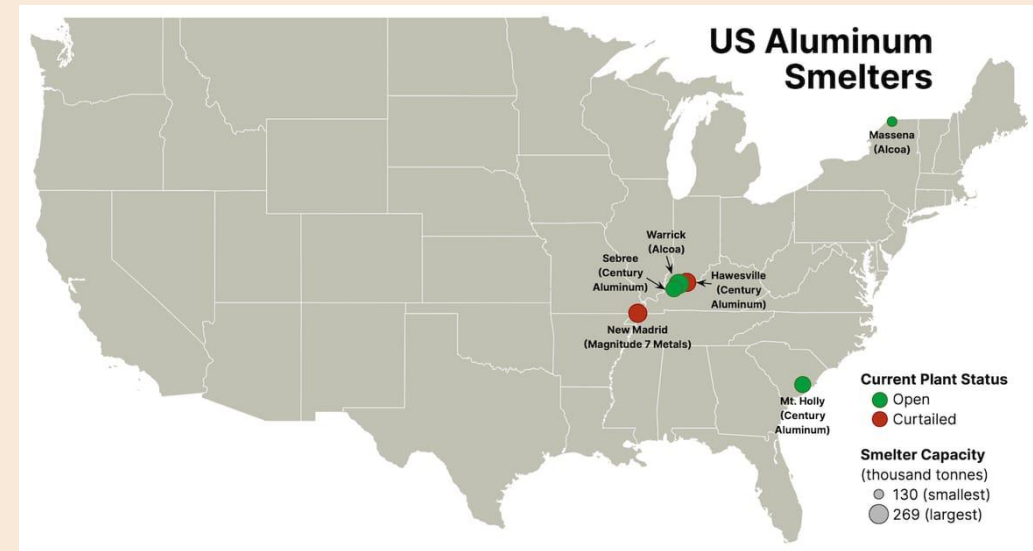 US Aluminum
Smelters
Massena
(Alcoa)
Warrick
(Alcoa)
Sebree
(Century
Aluminum)
Hawesville
(Century
Aluminum)
New Madrid
(Magnitude 7 Metals)
Mt. Holly
(Century
Aluminum)
Current Plant Status
Open
Curtailed
Smelter Capacity
(thousand tonnes)
130 (smallest)
269 (largest)